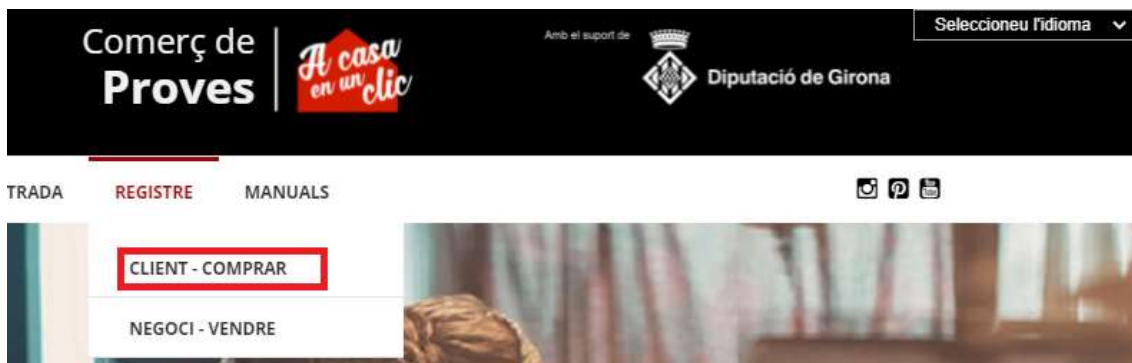 Comerç de
Proves
A casa
en un clic
Amb el suport de
Diputació de Girona
Seleccioneu l'idioma
TRADA
REGISTRE
MANUALS
CLIENT - COMPRAR
NEGOCI - VENDRE